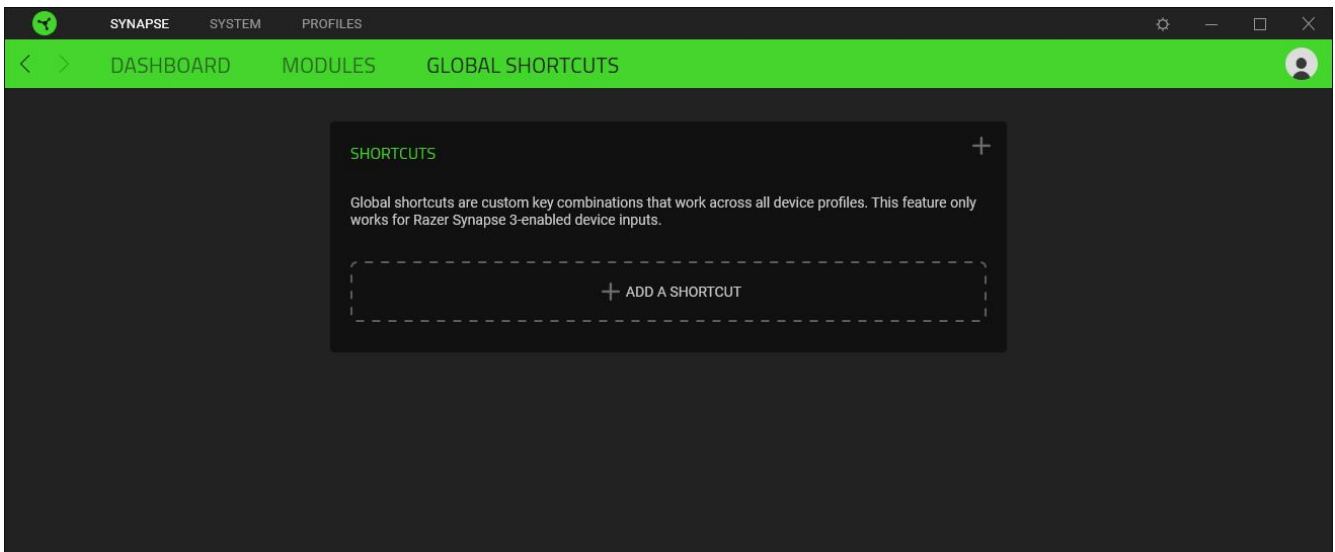 SYNAPSE SYSTEM PROFILES
DASHBOARD MODULES GLOBAL SHORTCUTS
SHORTCUTS
Global shortcuts are custom key combinations that work across all device profiles. This feature only
works for Razer Synapse 3-enabled device inputs.
ADD A SHORTCUT